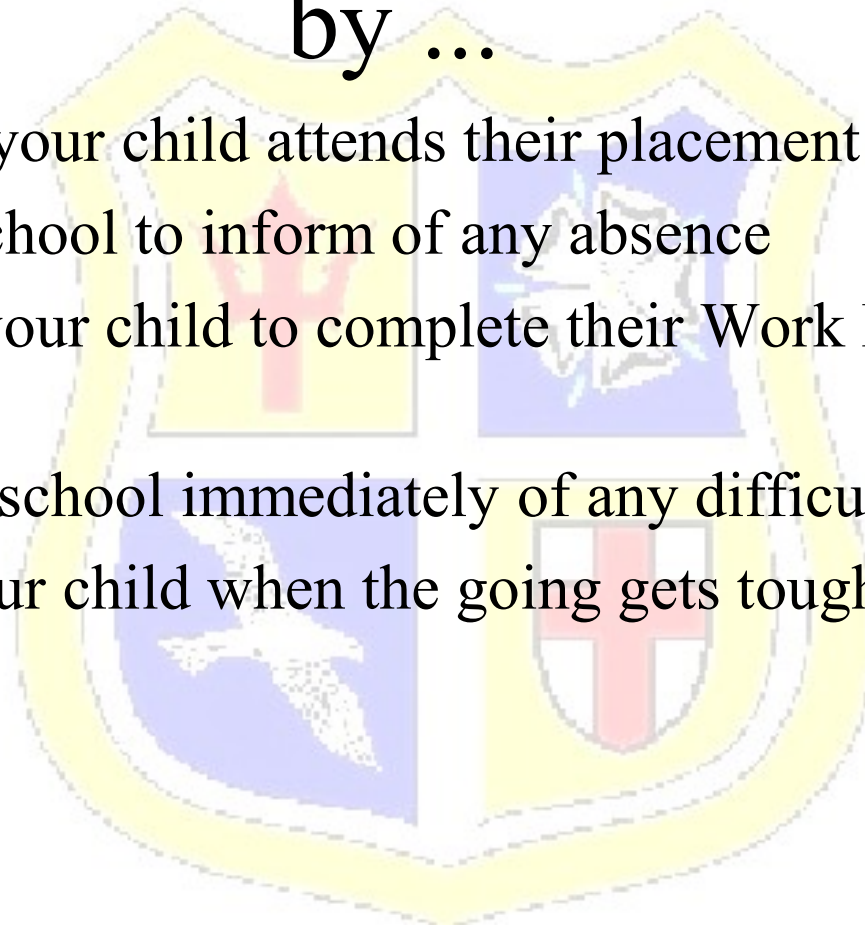 by ...
your child attends their placement
chool to inform of any absence
your child to complete their Work
school immediately of any difficu
ur child when the going gets tough